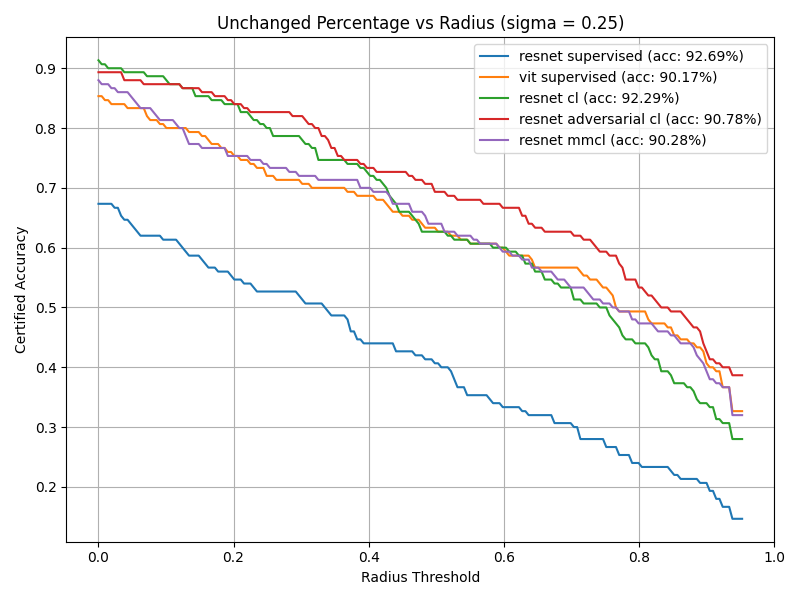 Unchanged Percentage vs Radius (sigma = 0.25)
resnet supervised (acc: 92.69%)
vit supervised (acc: 90.17%)
resnet cl (acc: 92.29%)
resnet adversarial cl (acc: 90.78%)
resnet mmcl (acc: 90.28%)
Certified Accuracy
0.9
0.8
0.7
0.6
0.5
0.4
0.3
0.2
0.0 0.2 0.4 0.6 0.8 1.0
Radius Threshold